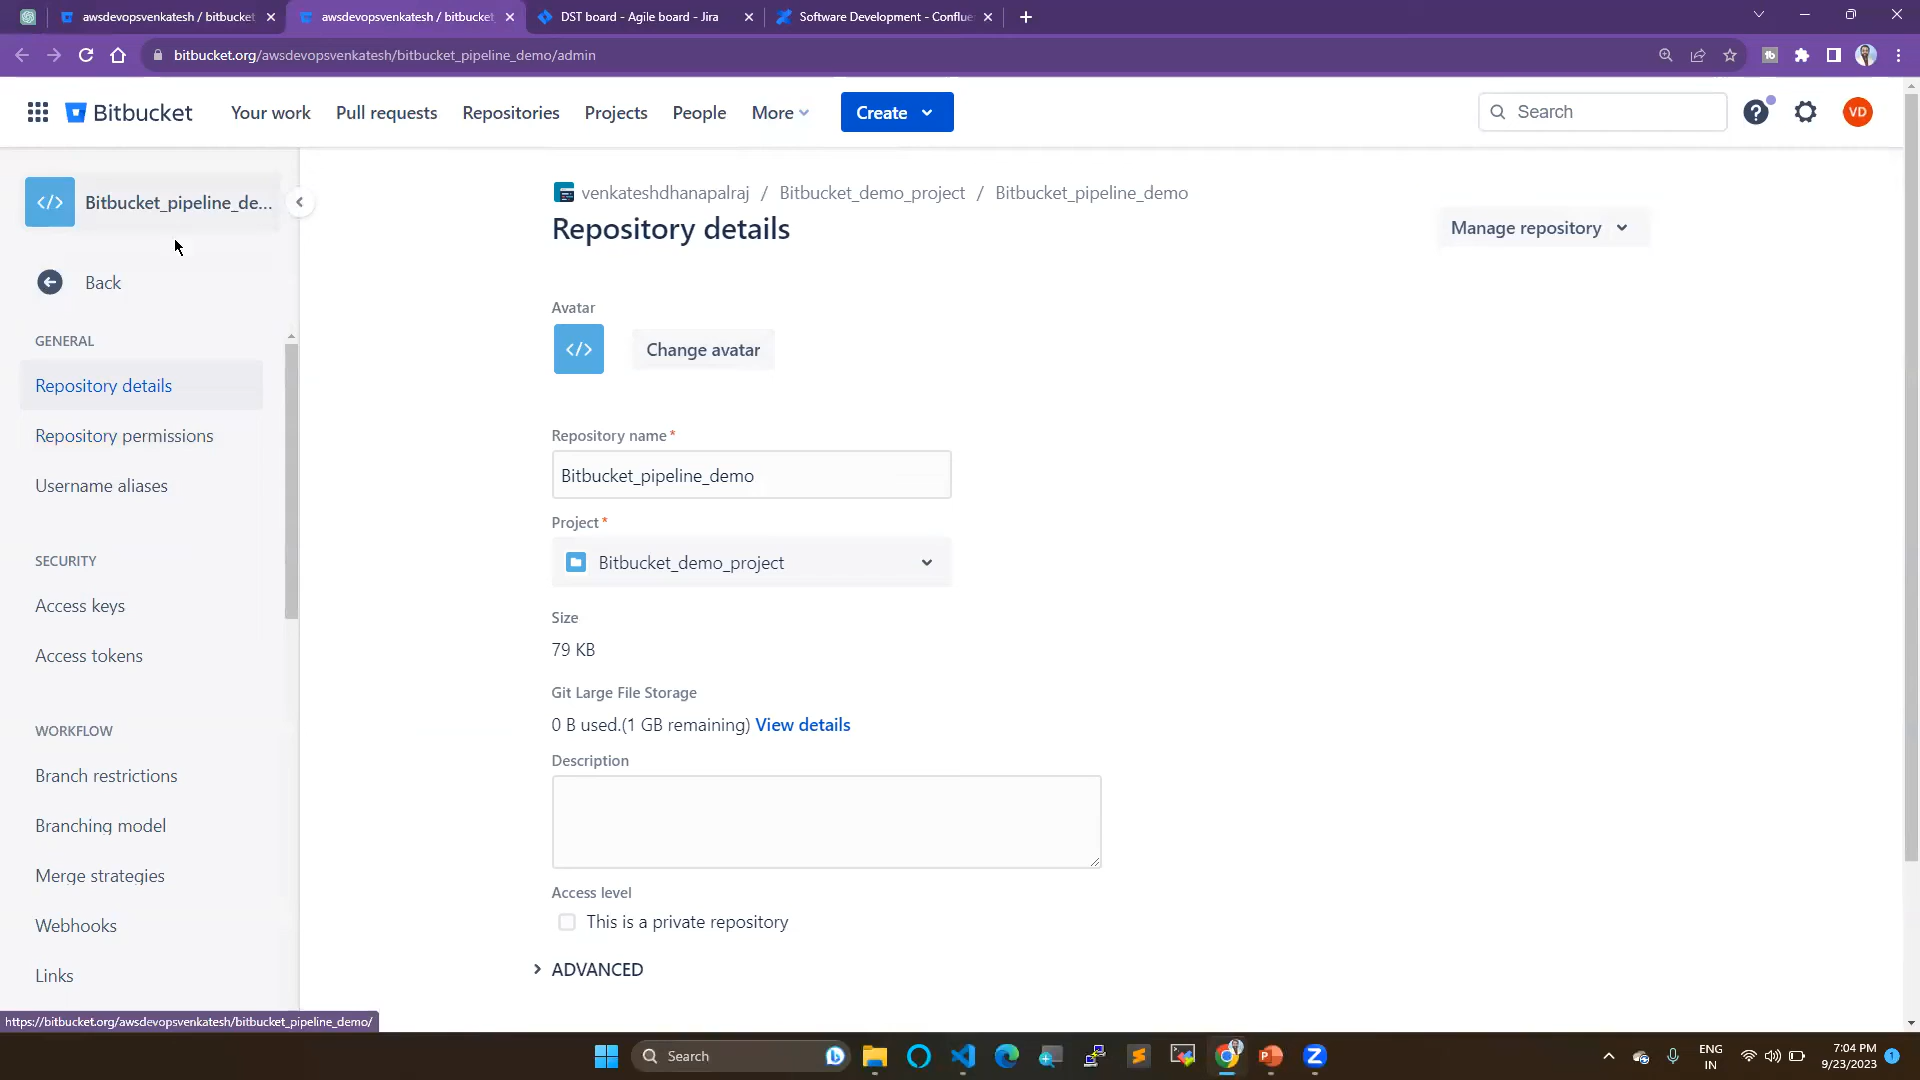 awsdevopsvenkatesh / bitbucket
awsdevopsvenkatesh / bitbucket
DST board - Agile board - Jira
Software Development - Conflue
bitbucket.org/awsdevopsvenkatesh/bitbucket_pipeline_demo/admin
Bitbucket
Your work
Pull requests
Repositories
Projects
People
More
Create
Search
VD
Bitbucket_pipeline_de...
Back
GENERAL
Repository details
Repository permissions
Username aliases
SECURITY
Access keys
Access tokens
WORKFLOW
Branch restrictions
Branching model
Merge strategies
Webhooks
Links
https://bitbucket.org/awsdevopsvenkatesh/bitbucket_pipeline_demo/
venkateshdhanapalraj / Bitbucket_demo_project / Bitbucket_pipeline_demo
Repository details
Manage repository
Avatar
Change avatar
Repository name *
Bitbucket_pipeline_demo
Project *
Bitbucket_demo_project
Size
79 KB
Git Large File Storage
0 B used.(1 GB remaining) View details
Description
Access level
This is a private repository
ADVANCED
Search
ENG
IN
7:04 PM
9/23/2023
1